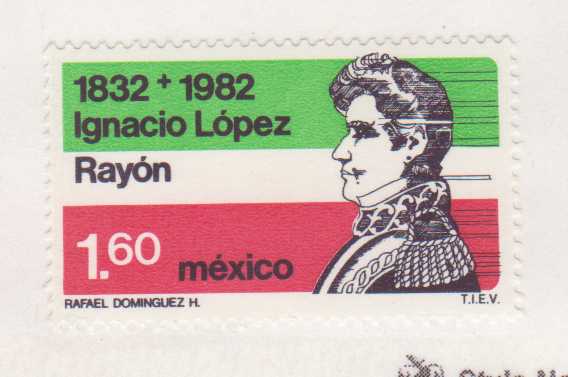 1832 + 1982
Ignacio López
Rayón
1.60
méxico
RAFAEL DOMINGUEZ H.
T.I.E.V.